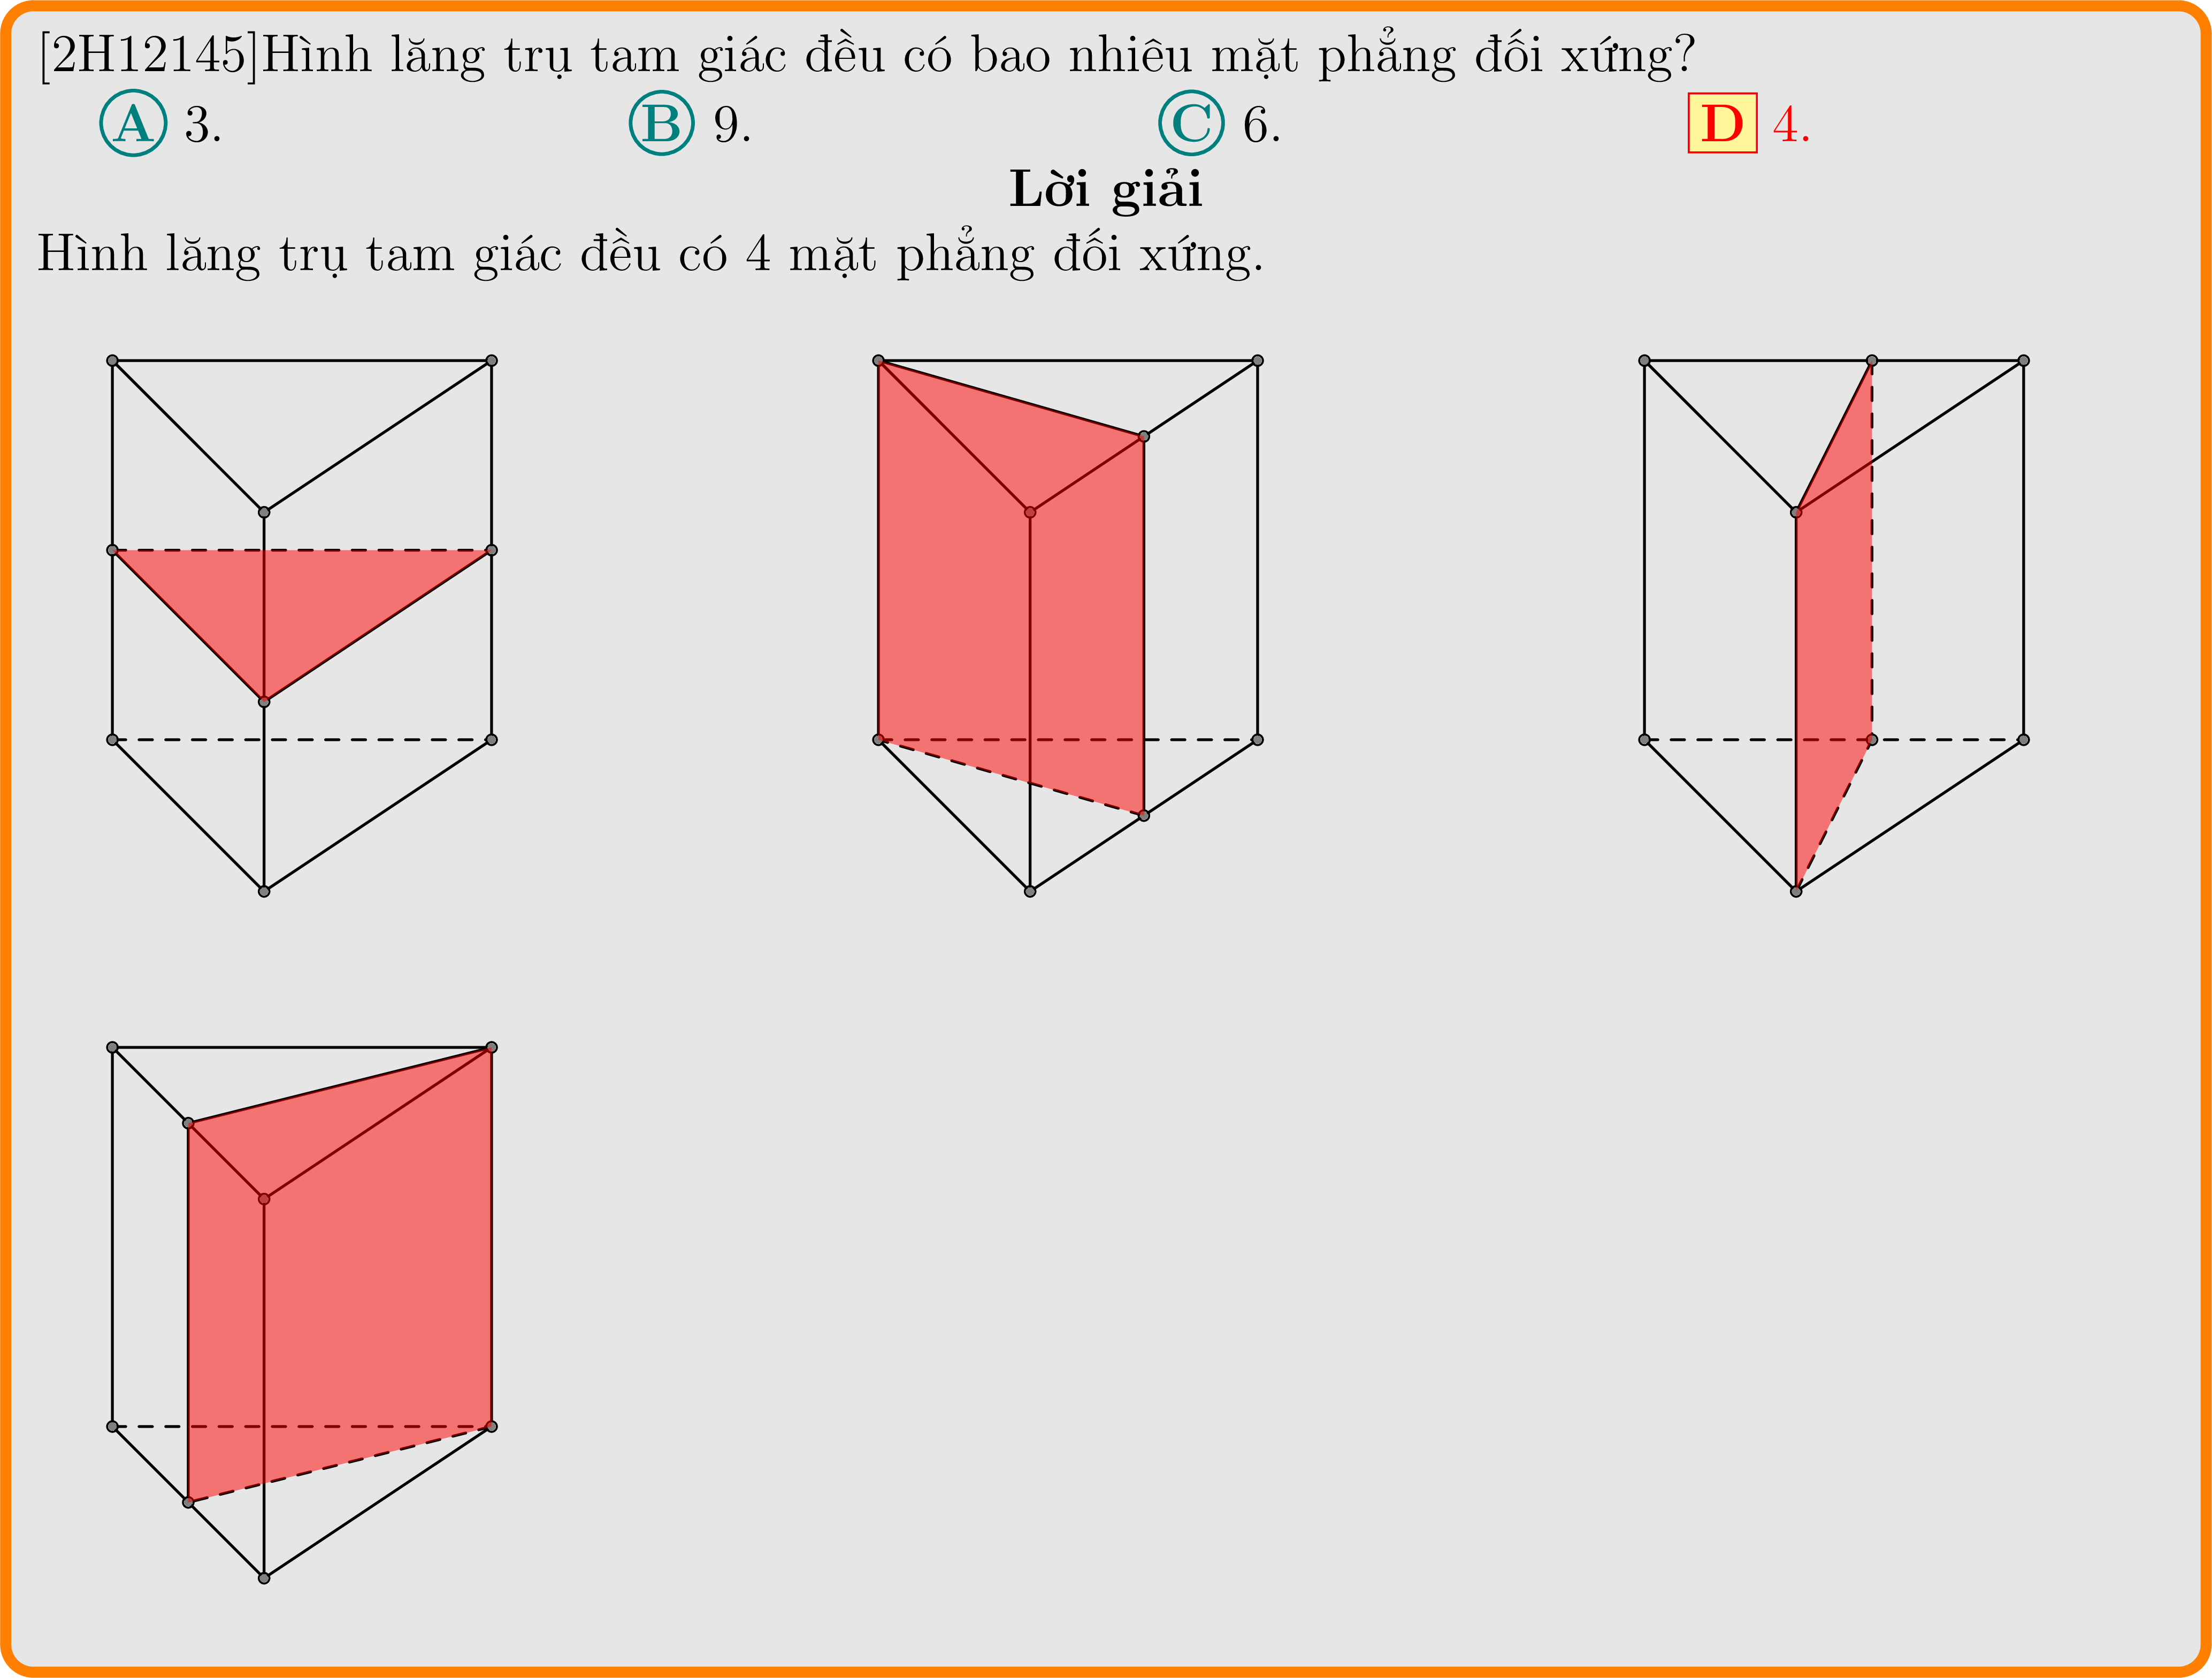 [2H12145]Hình lăng trụ tam giác đều có bao nhiêu mặt phẳng đối xứng?
A 3. B 9. C 6. D 4.
Lời giải
Hình lăng trụ tam giác đều có 4 mặt phẳng đối xứng.